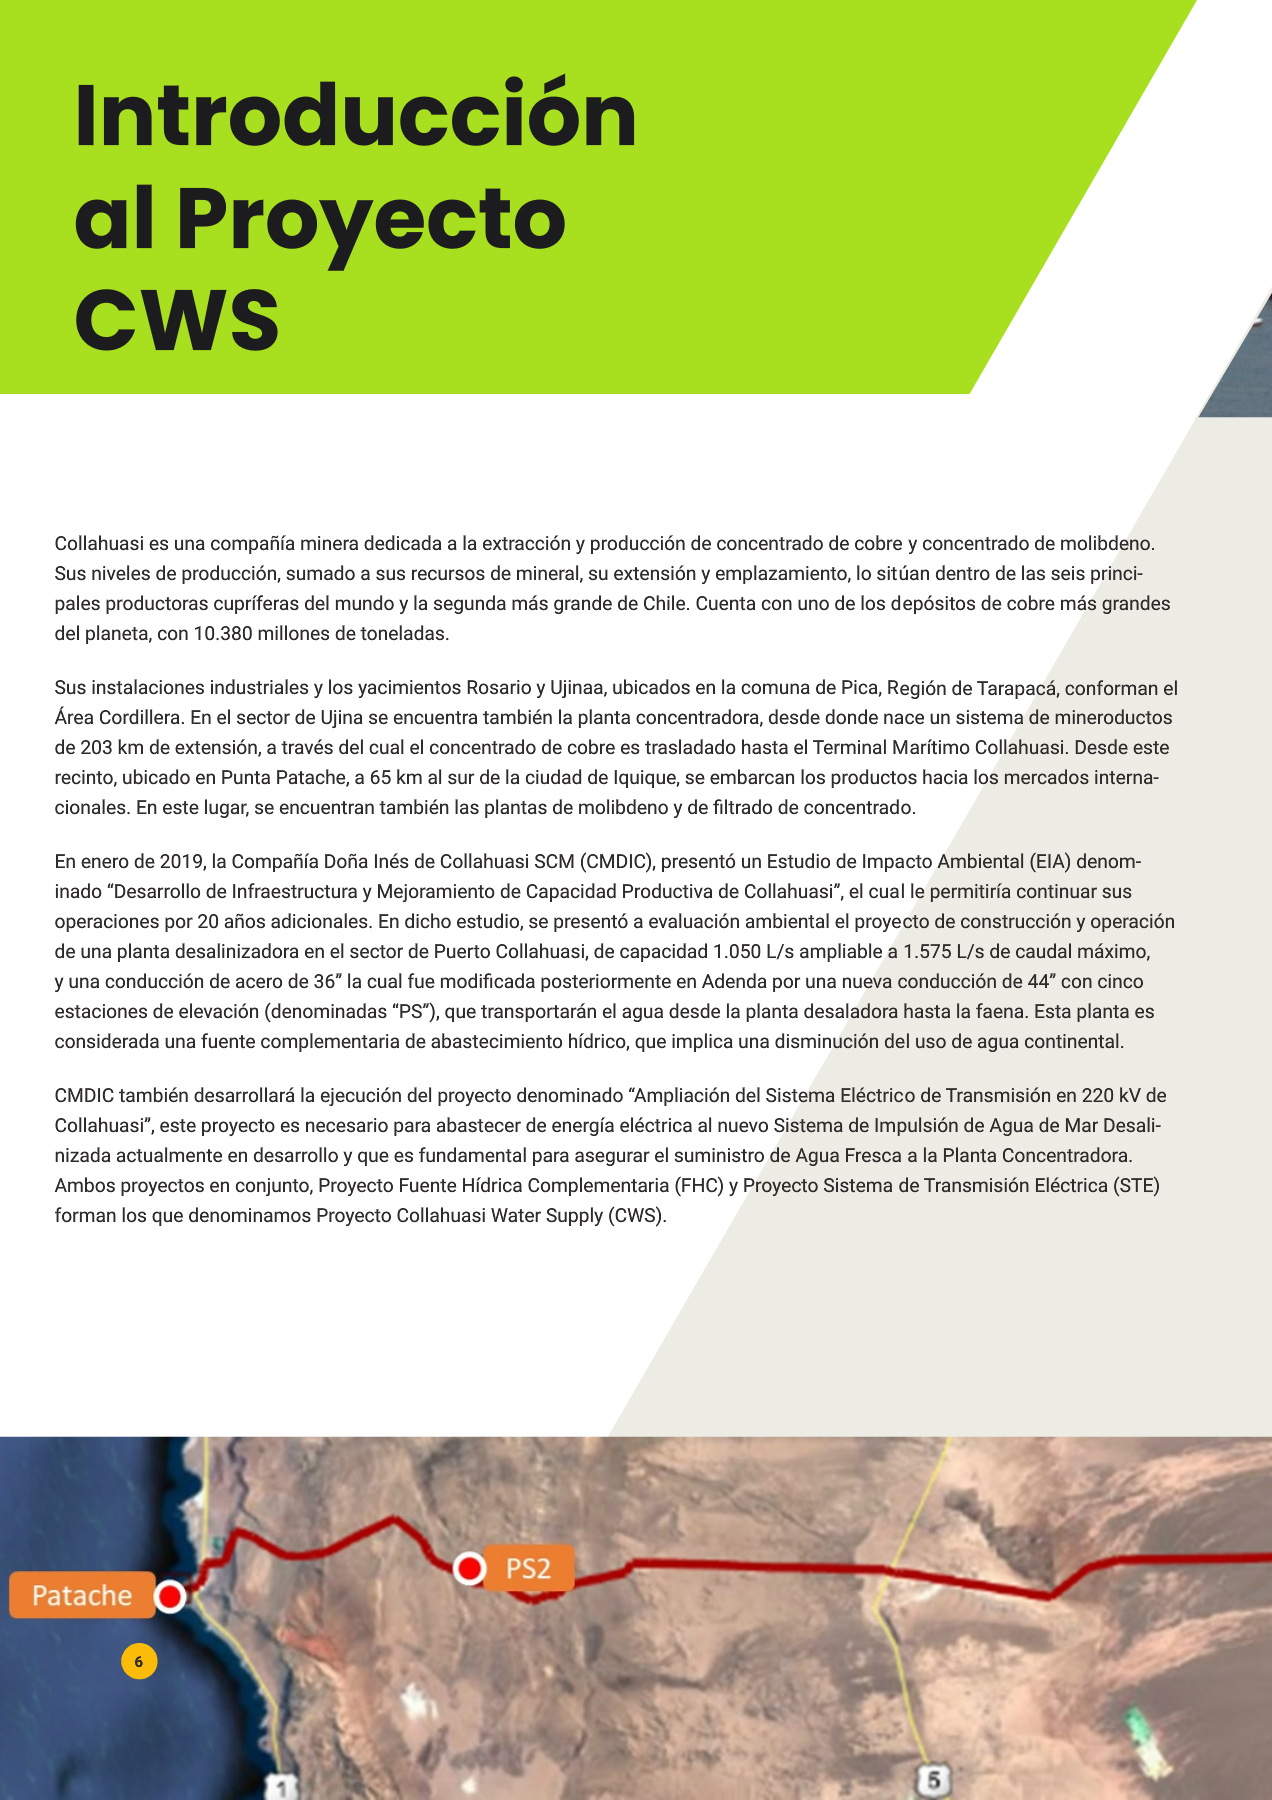 Introducción
al Proyecto
CWS
Collahuasi es una compañía minera dedicada a la extracción y producción de concentrado de cobre y concentrado de molibdeno.
Sus niveles de producción, sumado a sus recursos de mineral, su extensión y emplazamiento, lo sitúan dentro de las seis princi-
pales productoras cupríferas del mundo y la segunda más grande de Chile. Cuenta con uno de los depósitos de cobre más grandes
del planeta, con 10.380 millones de toneladas.
Sus instalaciones industriales y los yacimientos Rosario y Ujinaa, ubicados en la comuna de Pica, Región de Tarapacá, conforman el
Área Cordillera. En el sector de Ujina se encuentra también la planta concentradora, desde donde nace un sistema de mineroductos
de 203 km de extensión, a través del cual el concentrado de cobre es trasladado hasta el Terminal Marítimo Collahuasi. Desde este
recinto, ubicado en Punta Patache, a 65 km al sur de la ciudad de Iquique, se embarcan los productos hacia los mercados interna-
cionales. En este lugar, se encuentran también las plantas de molibdeno y de filtrado de concentrado.
En enero de 2019, la Compañía Doña Inés de Collahuasi SCM (CMDIC), presentó un Estudio de Impacto Ambiental (EIA) denom-
inado “Desarrollo de Infraestructura y Mejoramiento de Capacidad Productiva de Collahuasi”, el cual le permitiría continuar sus
operaciones por 20 años adicionales. En dicho estudio, se presentó a evaluación ambiental el proyecto de construcción y operación
de una planta desalinizadora en el sector de Puerto Collahuasi, de capacidad 1.050 L/s ampliable a 1.575 L/s de caudal máximo,
y una conducción de acero de 36” la cual fue modificada posteriormente en Adenda por una nueva conducción de 44” con cinco
estaciones de elevación (denominadas “PS”), que transportarán el agua desde la planta desaladora hasta la faena. Esta planta es
considerada una fuente complementaria de abastecimiento hídrico, que implica una disminución del uso de agua continental.
CMDIC también desarrollará la ejecución del proyecto denominado “Ampliación del Sistema Eléctrico de Transmisión en 220 kV de
Collahuasi”, este proyecto es necesario para abastecer de energía eléctrica al nuevo Sistema de Impulsión de Agua de Mar Desali-
nizada actualmente en desarrollo y que es fundamental para asegurar el suministro de Agua Fresca a la Planta Concentradora.
Ambos proyectos en conjunto, Proyecto Fuente Hídrica Complementaria (FHC) y Proyecto Sistema de Transmisión Eléctrica (STE)
forman los que denominamos Proyecto Collahuasi Water Supply (CWS).
PS2
Patache
6
1
5